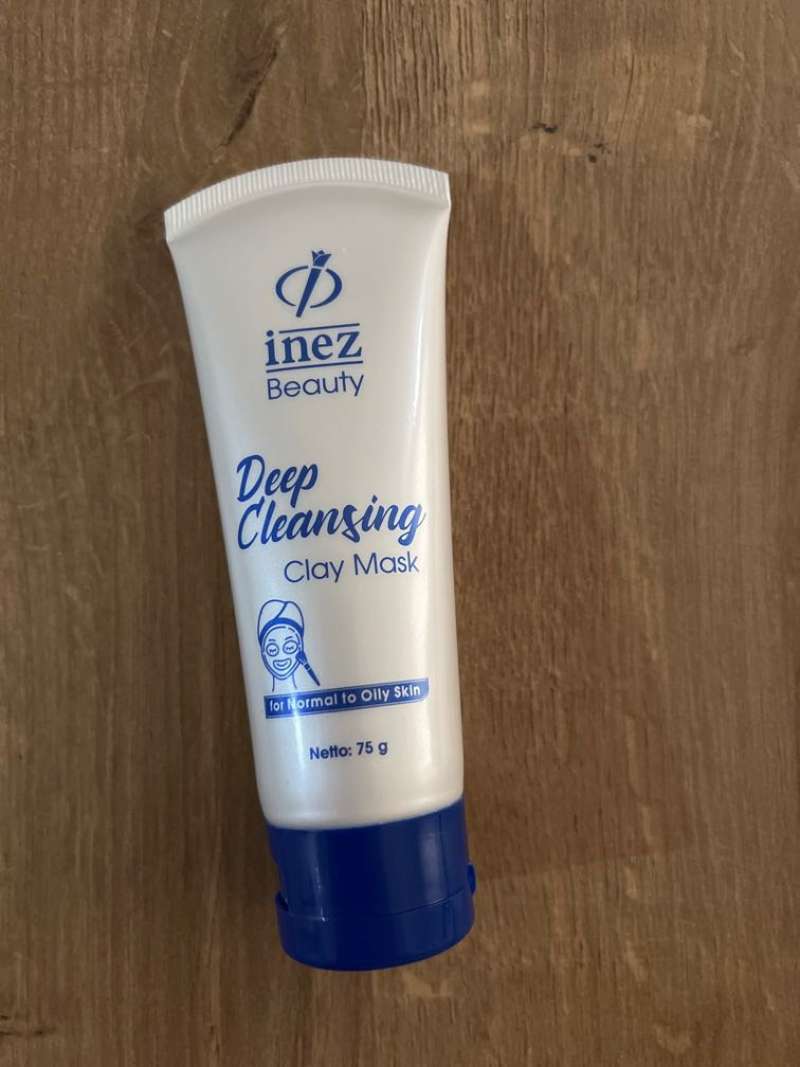 inez
Beauty
Deep
Cleansing
Clay Mask
for Normal to Oily Skin
Netto: 75 g